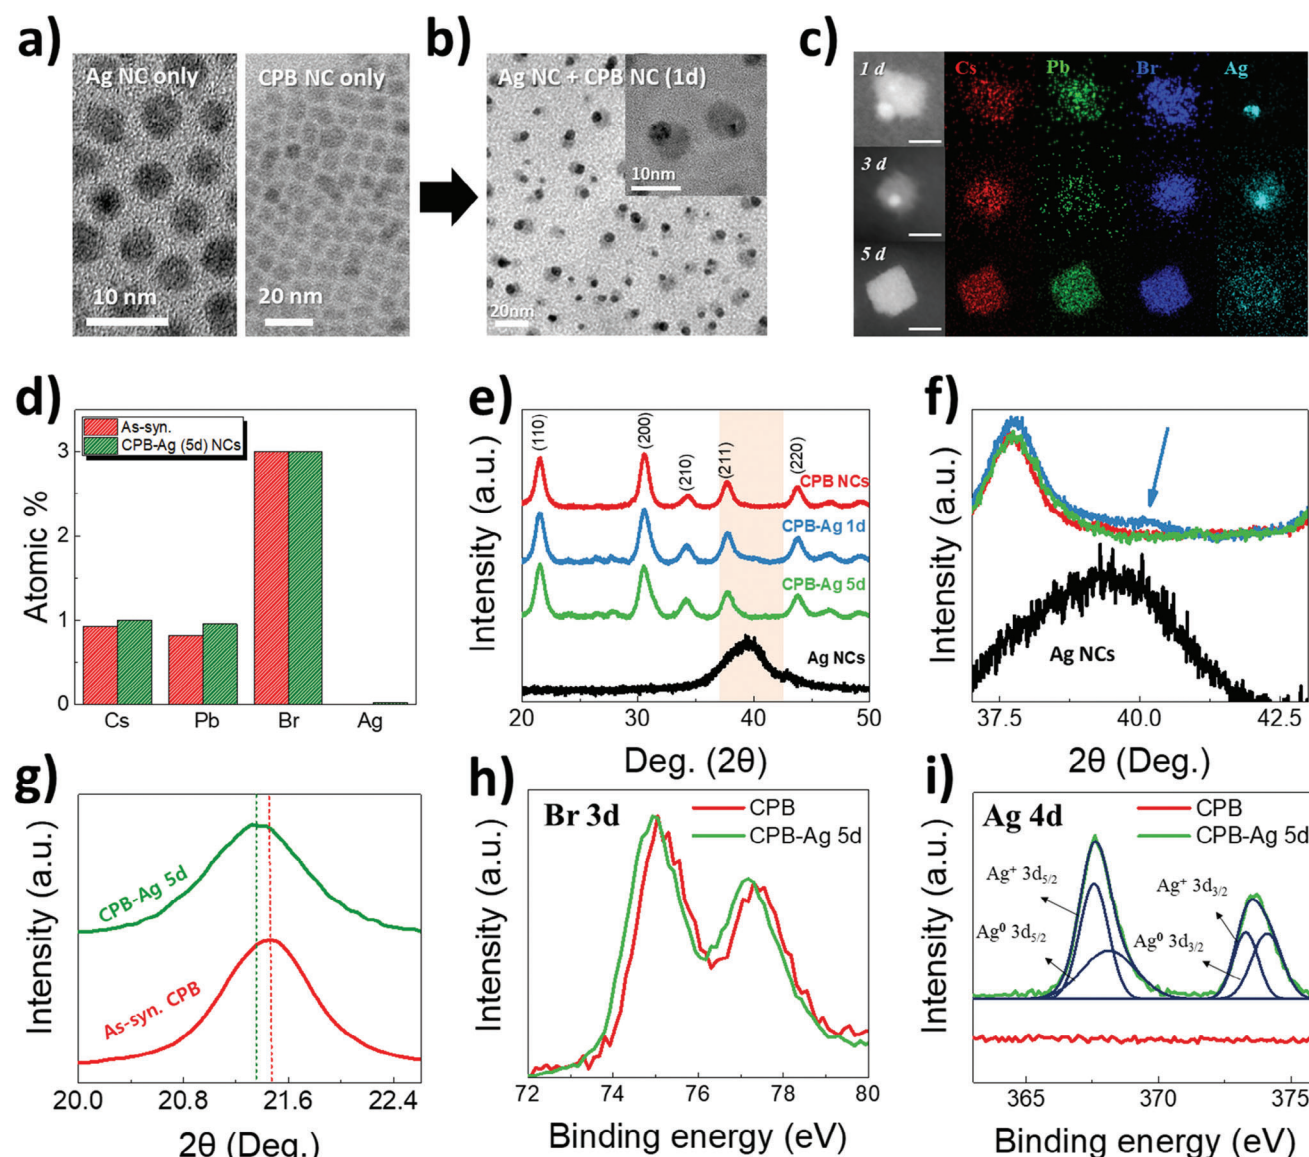 a)
Ag NC only
10 nm
CPB NC only
20 nm
b)
Ag NC + CPB NC (1d)
10nm
20nm
c)
1 d
Cs
Pb
Br
Ag
3 d
5 d
d)
As-syn.
CPB-Ag (5d) NCs
Atomic %
3
2
1
0
Cs
Pb
Br
Ag
e)
Intensity (a.u.)
(110)
(200)
(210)
(211)
(220)
CPB NCs
CPB-Ag 1d
CPB-Ag 5d
Ag NCs
20
30
40
50
Deg. (2θ)
f)
Intensity (a.u.)
Ag NCs
37.5
40.0
42.5
2θ (Deg.)
g)
Intensity (a.u.)
CPB-Ag 5d
As-syn. CPB
20.0
20.8
21.6
22.4
2θ (Deg.)
h)
Br 3d
CPB
CPB-Ag 5d
Intensity (a.u.)
72
74
76
78
80
Binding energy (eV)
i)
Ag 4d
CPB
CPB-Ag 5d
Intensity (a.u.)
Ag⁺ 3d₅/₂
Ag⁰ 3d₅/₂
Ag⁺ 3d₃/₂
Ag⁰ 3d₃/₂
365
370
375
Binding energy (eV)